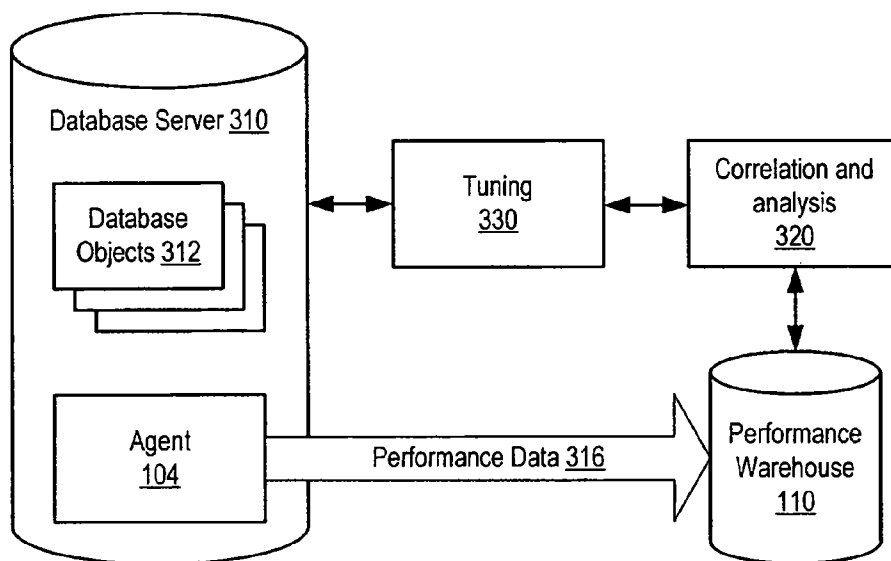 Database Server 310
Database
Objects 312
Tuning
330
Correlation and
analysis
320
Agent
104
Performance Data 316
Performance
Warehouse
110